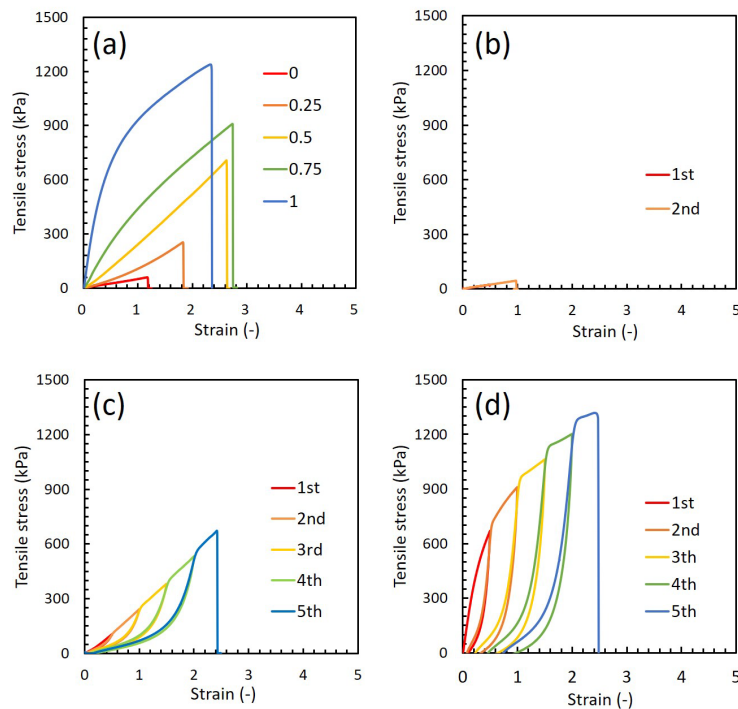 (a)
Tensile stress (kPa)
1500
1200
900
600
300
0
0 1 2 3 4 5
Strain (-)
0
0.25
0.5
0.75
1
(b)
Tensile stress (kPa)
1500
1200
900
600
300
0
0 1 2 3 4 5
Strain (-)
1st
2nd
(c)
Tensile stress (kPa)
1500
1200
900
600
300
0
0 1 2 3 4 5
Strain (-)
1st
2nd
3rd
4th
5th
(d)
Tensile stress (kPa)
1500
1200
900
600
300
0
0 1 2 3 4 5
Strain (-)
1st
2nd
3th
4th
5th